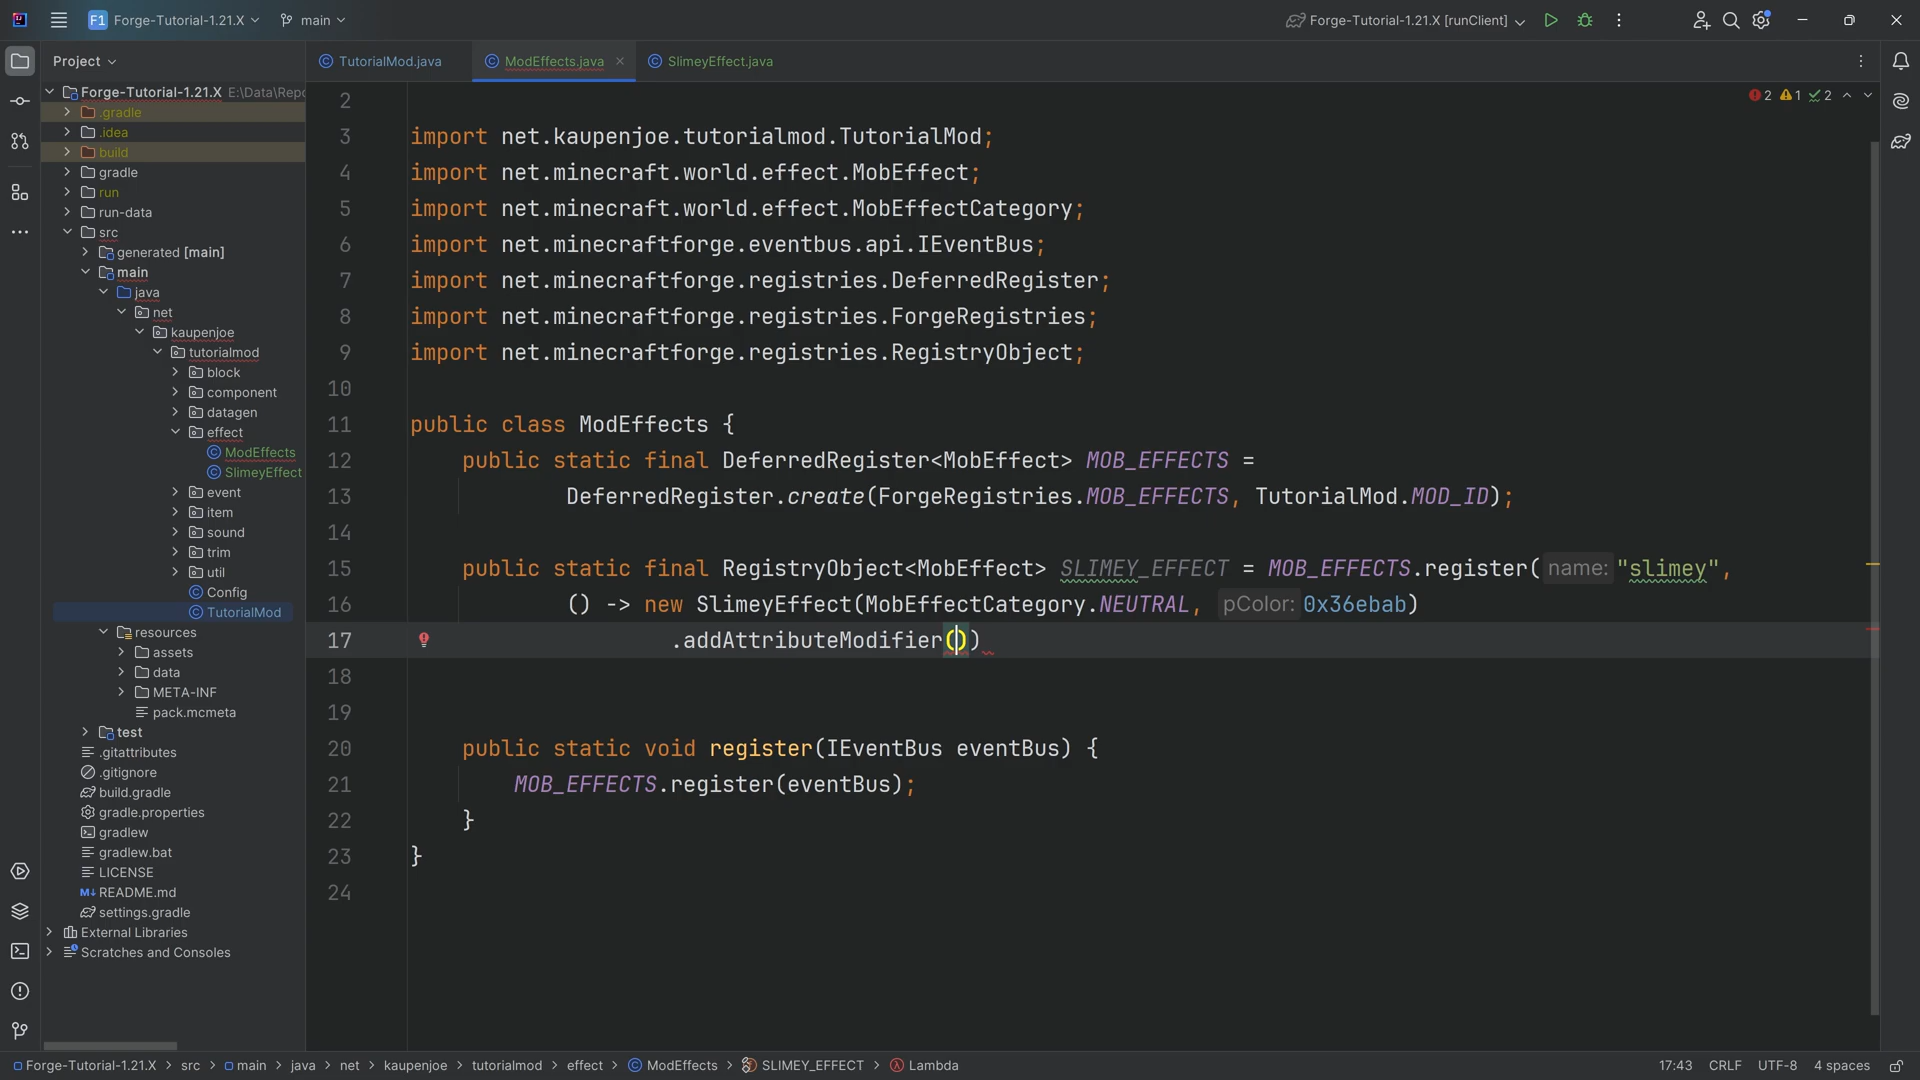 F1 Forge-Tutorial-1.21.X main Forge-Tutorial-1.21.X [runClient]
Project TutorialMod.java ModEffects.java SlimeyEffect.java
Forge-Tutorial-1.21.X E:\Data\Repo
.gradle
.idea
build
gradle
run
run-data
src
generated [main]
main
java
net
kaupenjoe
tutorialmod
block
component
datagen
effect
ModEffects
SlimeyEffect
event
item
sound
trim
util
Config
TutorialMod
resources
assets
data
META-INF
pack.mcmeta
test
.gitattributes
.gitignore
build.gradle
gradle.properties
gradlew
gradlew.bat
LICENSE
M↓ README.md
settings.gradle
External Libraries
Scratches and Consoles
2 1 2
2
3 import net.kaupenjoe.tutorialmod.TutorialMod;
4 import net.minecraft.world.effect.MobEffect;
5 import net.minecraft.world.effect.MobEffectCategory;
6 import net.minecraftforge.eventbus.api.IEventBus;
7 import net.minecraftforge.registries.DeferredRegister;
8 import net.minecraftforge.registries.ForgeRegistries;
9 import net.minecraftforge.registries.RegistryObject;
10
11 public class ModEffects {
12 public static final DeferredRegister<MobEffect> MOB_EFFECTS =
13 DeferredRegister.create(ForgeRegistries.MOB_EFFECTS, TutorialMod.MOD_ID);
14
15 public static final RegistryObject<MobEffect> SLIMEY_EFFECT = MOB_EFFECTS.register( name: "slimey",
16 () -> new SlimeyEffect(MobEffectCategory.NEUTRAL, pColor: 0x36ebab)
17 .addAttributeModifier())
18
19
20 public static void register(IEventBus eventBus) {
21 MOB_EFFECTS.register(eventBus);
22 }
23 }
24
Forge-Tutorial-1.21.X > src > main > java > net > kaupenjoe > tutorialmod > effect > ModEffects > SLIMEY_EFFECT > Lambda 17:43 CRLF UTF-8 4 spaces